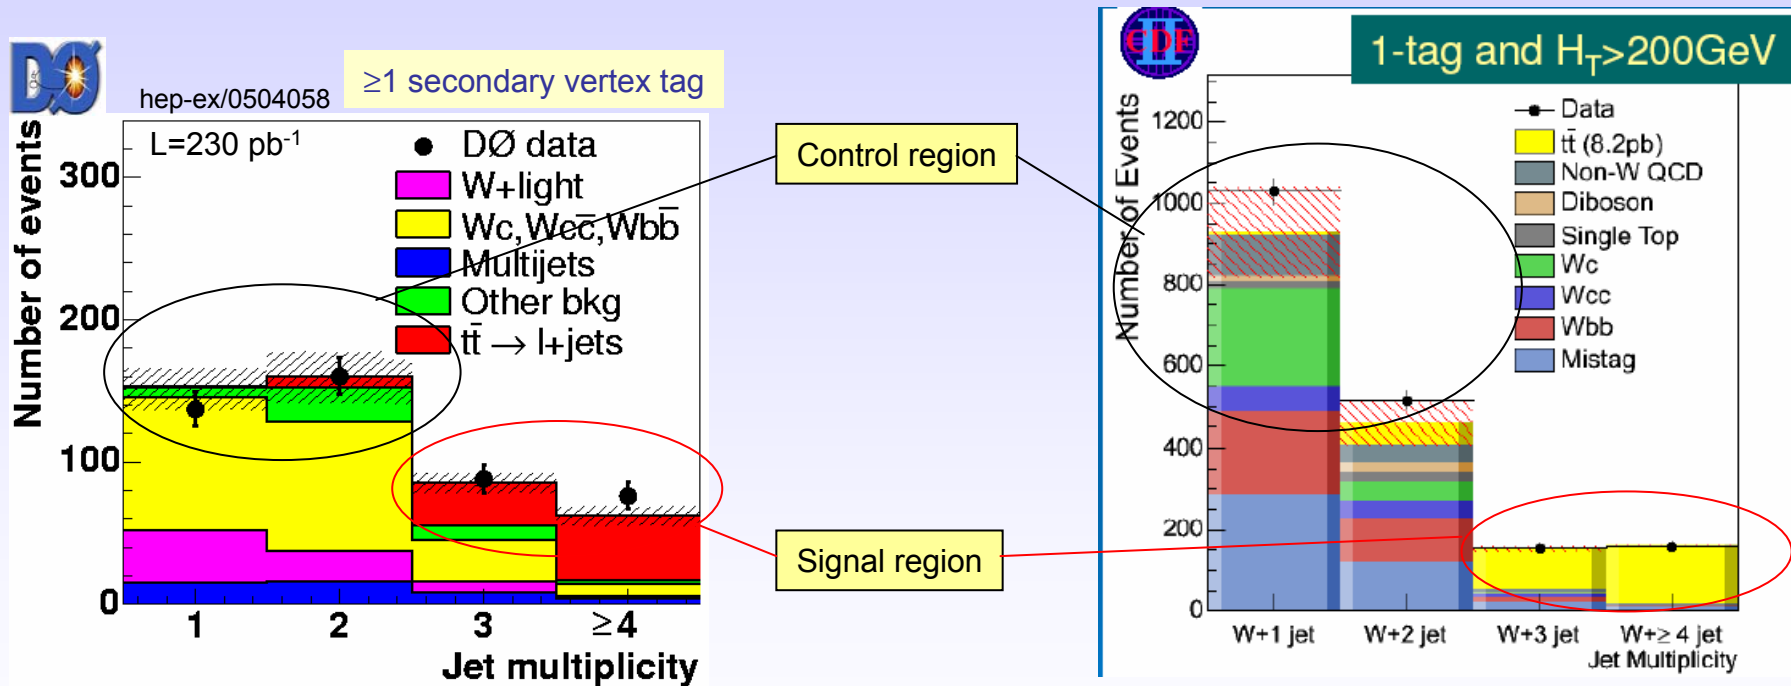 DØ
hep-ex/0504058
≥1 secondary vertex tag
L=230 pb⁻¹
Number of events
300
200
100
0
DØ data
W+light
Wc,Wcc̄,Wbb̄
Multijets
Other bkg
tt̄ → l+jets
1
2
3
≥4
Jet multiplicity
Control region
Signal region
CDF
II
1-tag and H_T>200GeV
Number of Events
1200
1000
800
600
400
200
0
Data
tt̄ (8.2pb)
Non-W QCD
Diboson
Single Top
Wc
Wcc
Wbb
Mistag
W+1 jet
W+2 jet
W+3 jet
W+≥ 4 jet
Jet Multiplicity